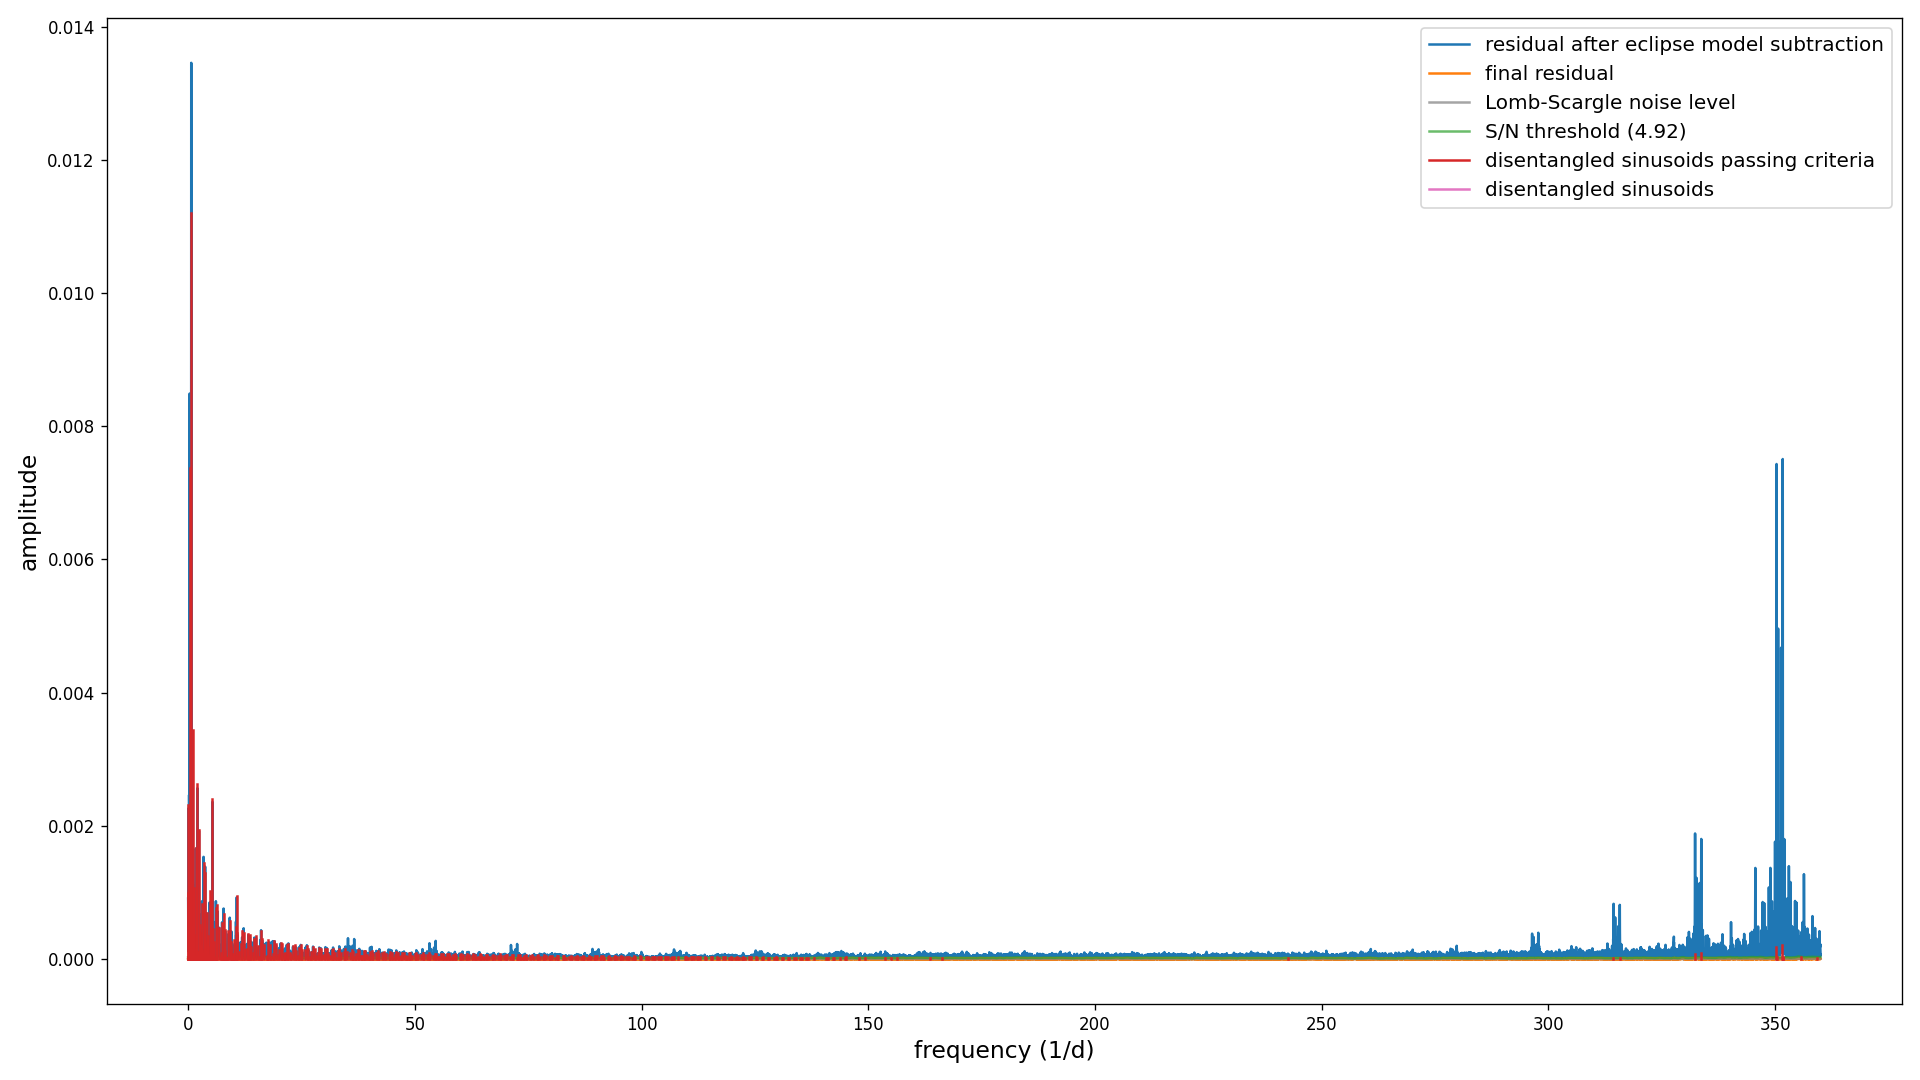 0.014
0.012
0.010
0.008
0.006
0.004
0.002
0.000
amplitude
0
50
100
150
200
250
300
350
frequency (1/d)
residual after eclipse model subtraction
final residual
Lomb-Scargle noise level
S/N threshold (4.92)
disentangled sinusoids passing criteria
disentangled sinusoids